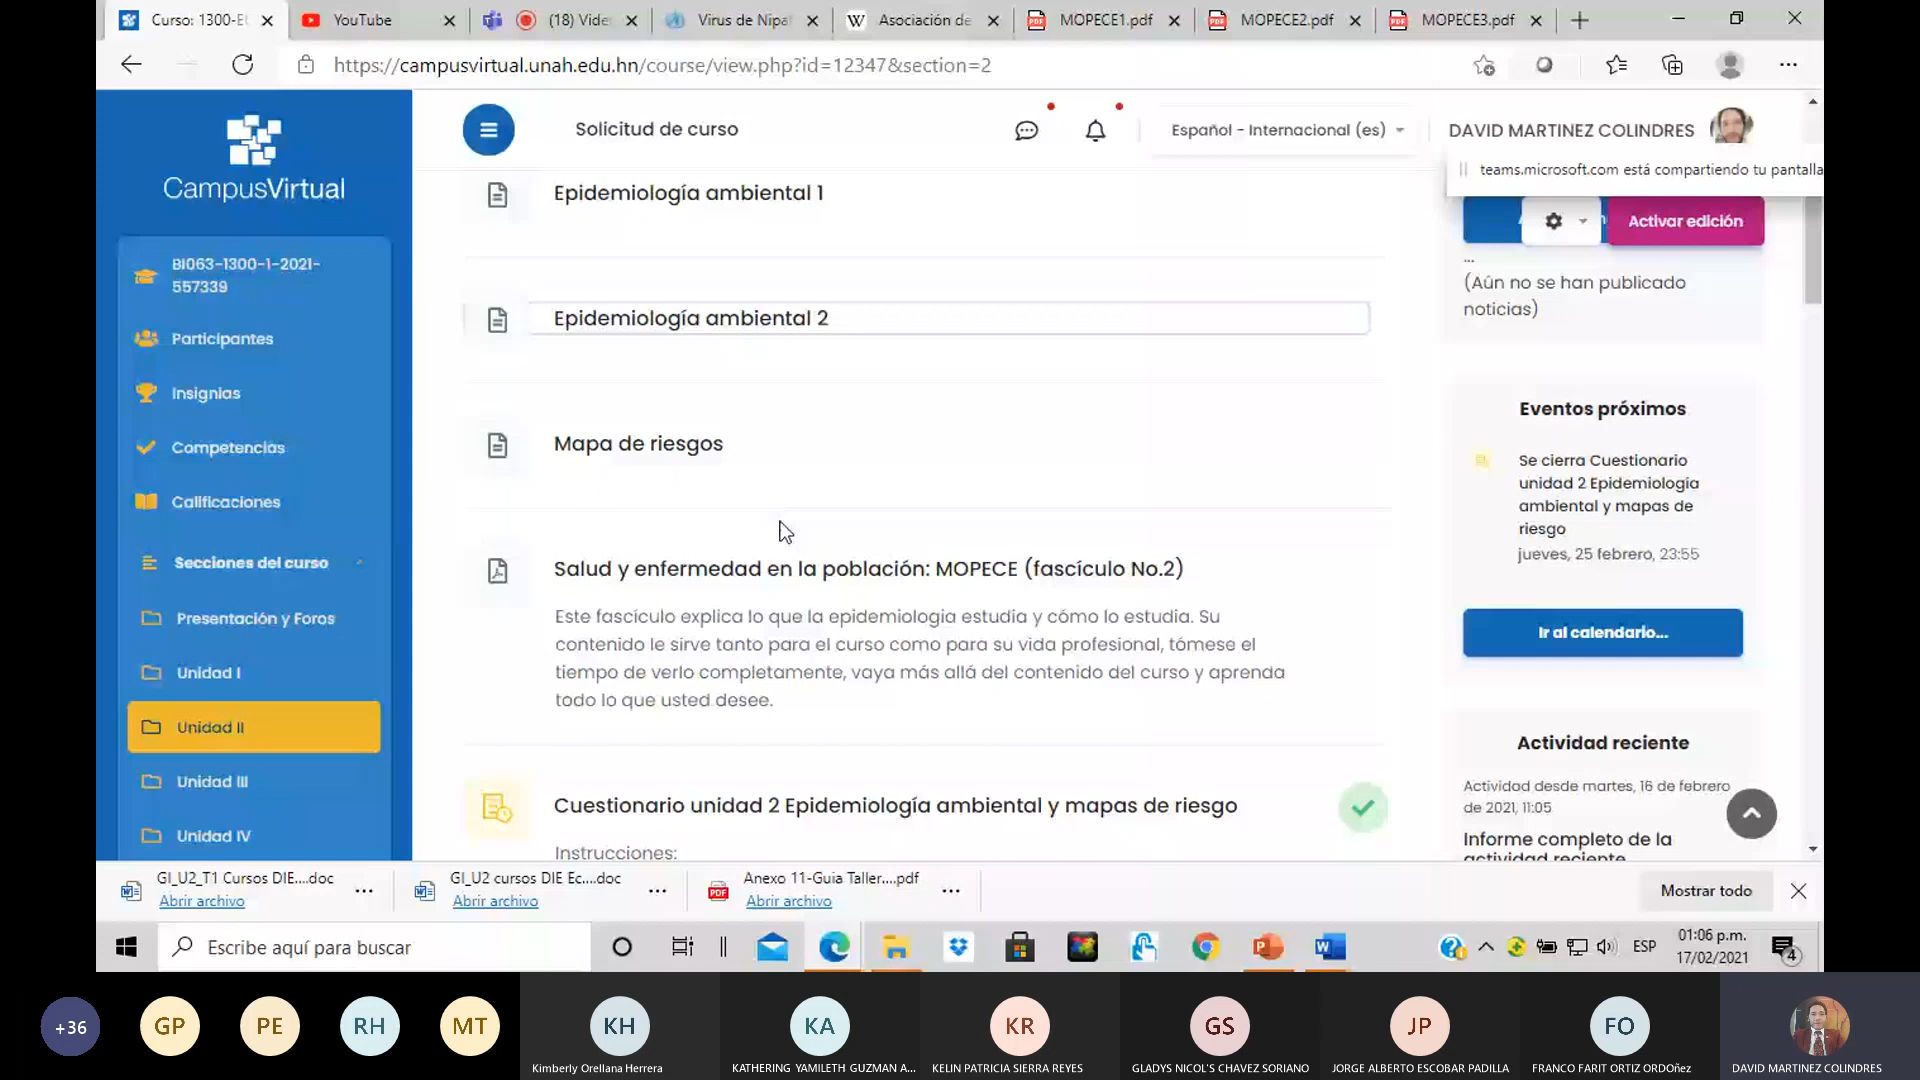 Curso: 1300-E
YouTube
(18) Vide
Virus de Nipa
Asociación de
MOPECE1.pdf
MOPECE2.pdf
MOPECE3.pdf
https://campusvirtual.unah.edu.hn/course/view.php?id=12347&section=2
CampusVirtual
Solicitud de curso
Español - Internacional (es)
DAVID MARTINEZ COLINDRES
teams.microsoft.com está compartiendo tu pantalla
Activar edición
BI063-1300-1-2021-
557339
Participantes
Insignias
Competencias
Calificaciones
Secciones del curso
Presentación y Foros
Unidad I
Unidad II
Unidad III
Unidad IV
Epidemiología ambiental 1
Epidemiología ambiental 2
Mapa de riesgos
Salud y enfermedad en la población: MOPECE (fascículo No.2)
Este fascículo explica lo que la epidemiologia estudia y cómo lo estudia. Su
contenido le sirve tanto para el curso como para su vida profesional, tómese el
tiempo de verlo completamente, vaya más allá del contenido del curso y aprenda
todo lo que usted desee.
Cuestionario unidad 2 Epidemiología ambiental y mapas de riesgo
Instrucciones:
...
(Aún no se han publicado
noticias)
Eventos próximos
Se cierra Cuestionario
unidad 2 Epidemiología
ambiental y mapas de
riesgo
jueves, 25 febrero, 23:55
Ir al calendario...
Actividad reciente
Actividad desde martes, 16 de febrero
de 2021, 11:05
Informe completo de la
actividad reciente
GI_U2_T1 Cursos DIE....doc
Abrir archivo
GI_U2 cursos DIE Ec....doc
Abrir archivo
Anexo 11-Guia Taller....pdf
Abrir archivo
Mostrar todo
Escribe aquí para buscar
ESP
01:06 p.m.
17/02/2021
4
+36
GP
PE
RH
MT
KH
KA
KR
GS
JP
FO
Kimberly Orellana Herrera
KATHERING YAMILETH GUZMAN A...
KELIN PATRICIA SIERRA REYES
GLADYS NICOL'S CHAVEZ SORIANO
JORGE ALBERTO ESCOBAR PADILLA
FRANCO FARIT ORTIZ ORDOñez
DAVID MARTINEZ COLINDRES